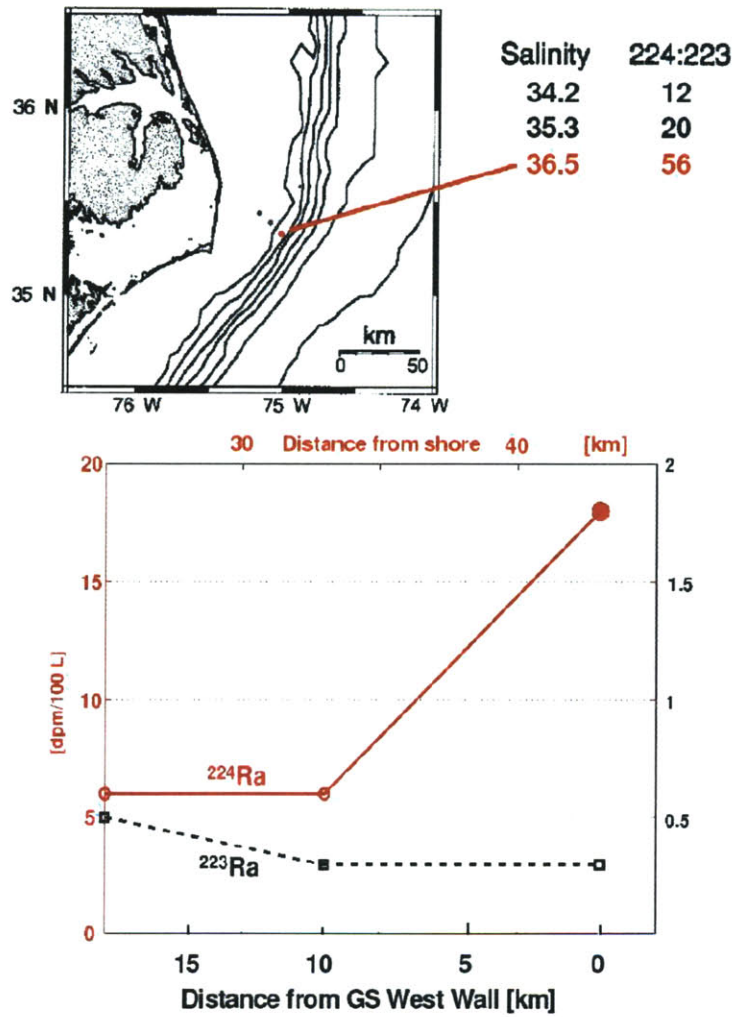 Salinity 224:223
34.2 12
35.3 20
36.5 56
36 N
35 N
km
0 50
76 W 75 W 74 W
30 Distance from shore 40 [km]
20 2
15 1.5
10 1
5 0.5
0
[dpm/100 L]
²²⁴Ra
²²³Ra
15 10 5 0
Distance from GS West Wall [km]